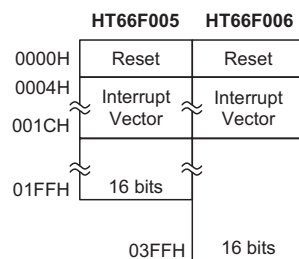 HT66F005 HT66F006
0000H Reset Reset
0004H
Interrupt Vector Interrupt Vector
001CH
01FFH 16 bits
03FFH 16 bits